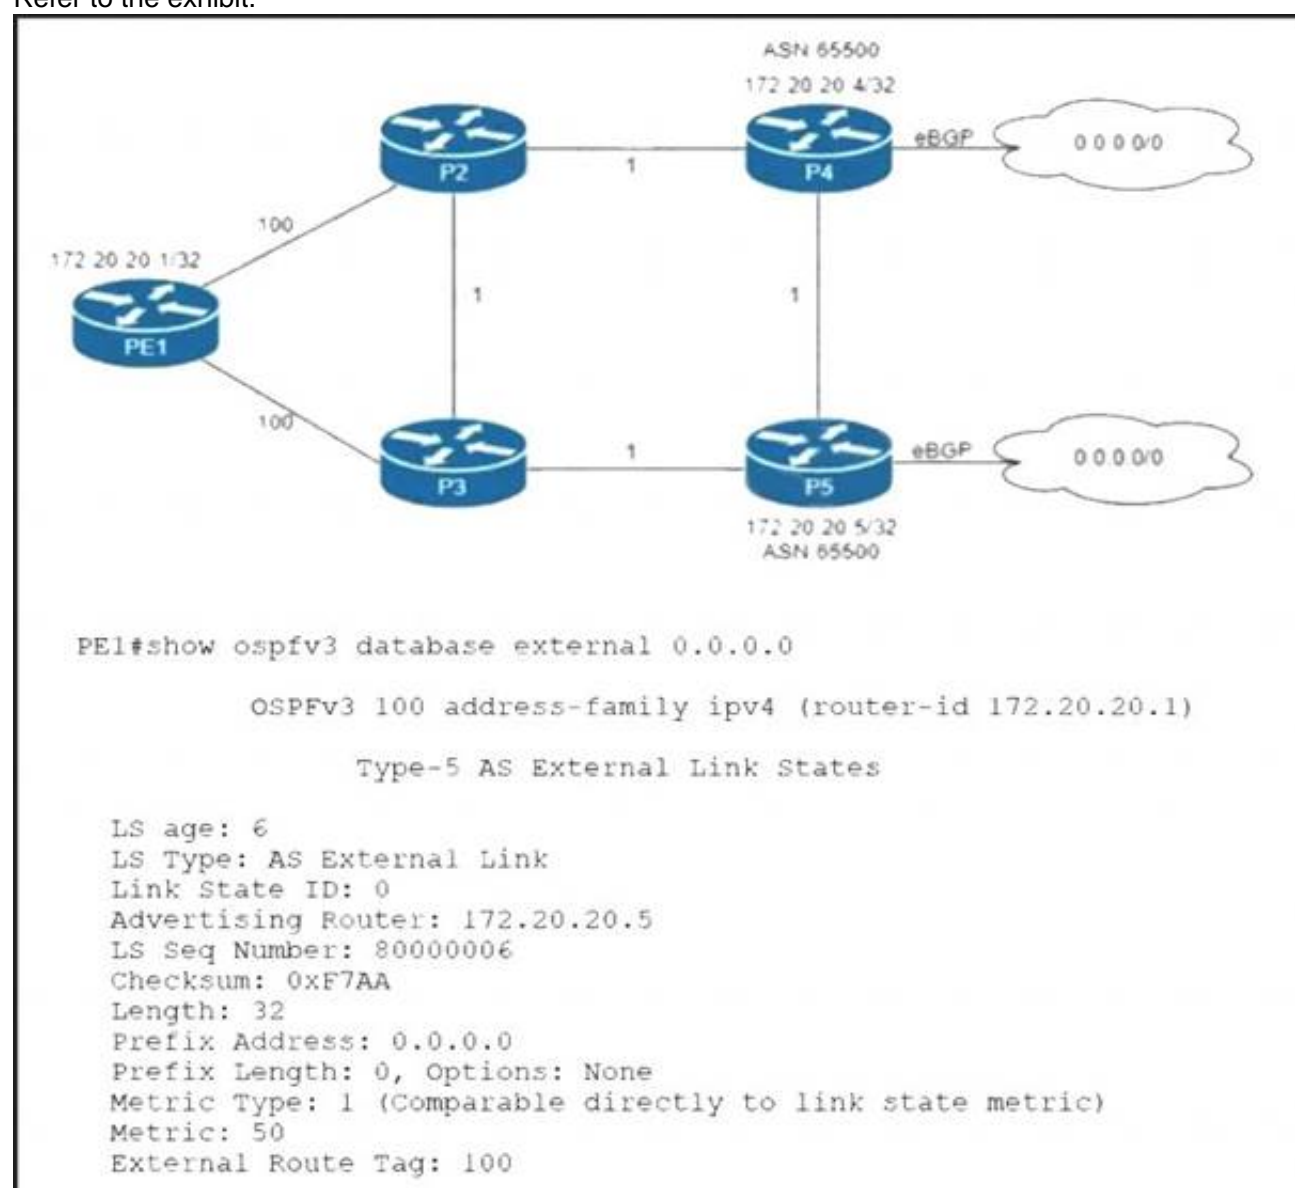 Refer to the exhibit.
ASN 65500
172 20 20 4/32
P2
1
P4
eBGP
0 0 0 0/0
100
172 20 20 1/32
PE1
1
1
100
P3
1
P5
eBGP
0 0 0 0/0
172 20 20 5/32
ASN 65500
PE1#show ospfv3 database external 0.0.0.0
OSPFv3 100 address-family ipv4 (router-id 172.20.20.1)
Type-5 AS External Link States
LS age: 6
LS Type: AS External Link
Link State ID: 0
Advertising Router: 172.20.20.5
LS Seq Number: 80000006
Checksum: 0xF7AA
Length: 32
Prefix Address: 0.0.0.0
Prefix Length: 0, Options: None
Metric Type: 1 (Comparable directly to link state metric)
Metric: 50
External Route Tag: 100